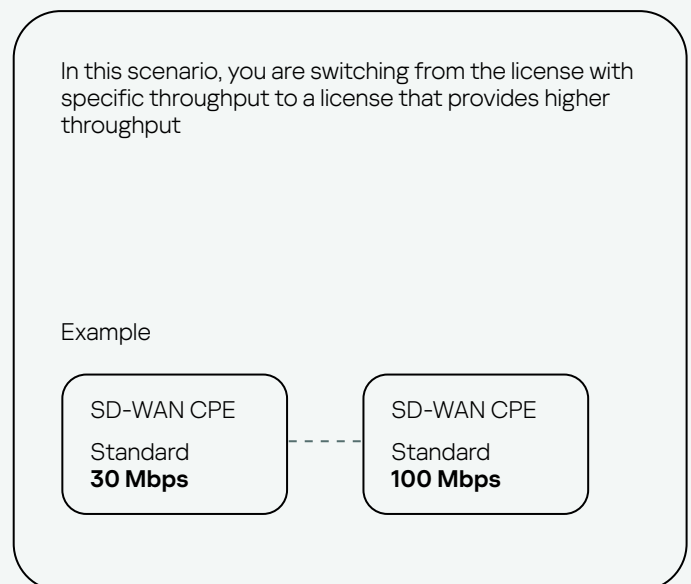 In this scenario, you are switching from the license with
specific throughput to a license that provides higher
throughput
Example
SD-WAN CPE
Standard
30 Mbps
SD-WAN CPE
Standard
100 Mbps